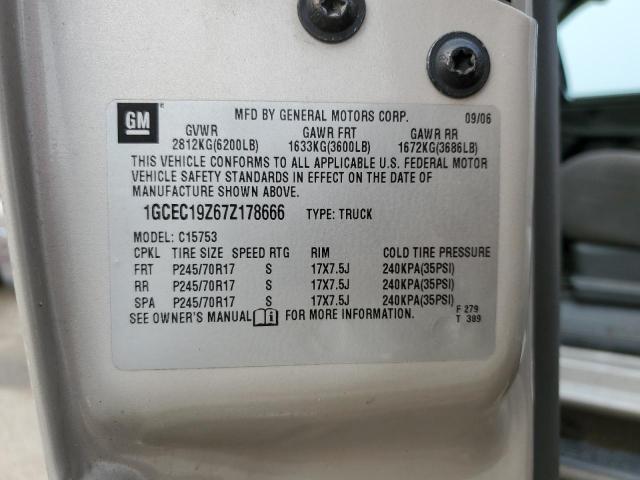 GM MFD BY GENERAL MOTORS CORP. 09/06
GVWR GAWR FRT GAWR RR
2812KG(6200LB) 1633KG(3600LB) 1672KG(3686LB)
THIS VEHICLE CONFORMS TO ALL APPLICABLE U.S. FEDERAL MOTOR
VEHICLE SAFETY STANDARDS IN EFFECT ON THE DATE OF
MANUFACTURE SHOWN ABOVE.
1GCEC19Z67Z178666 TYPE: TRUCK
MODEL: C15753
CPKL TIRE SIZE SPEED RTG RIM COLD TIRE PRESSURE
FRT P245/70R17 S 17X7.5J 240KPA(35PSI)
RR P245/70R17 S 17X7.5J 240KPA(35PSI)
SPA P245/70R17 S 17X7.5J 240KPA(35PSI)
SEE OWNER'S MANUAL i FOR MORE INFORMATION. F 279
T 389